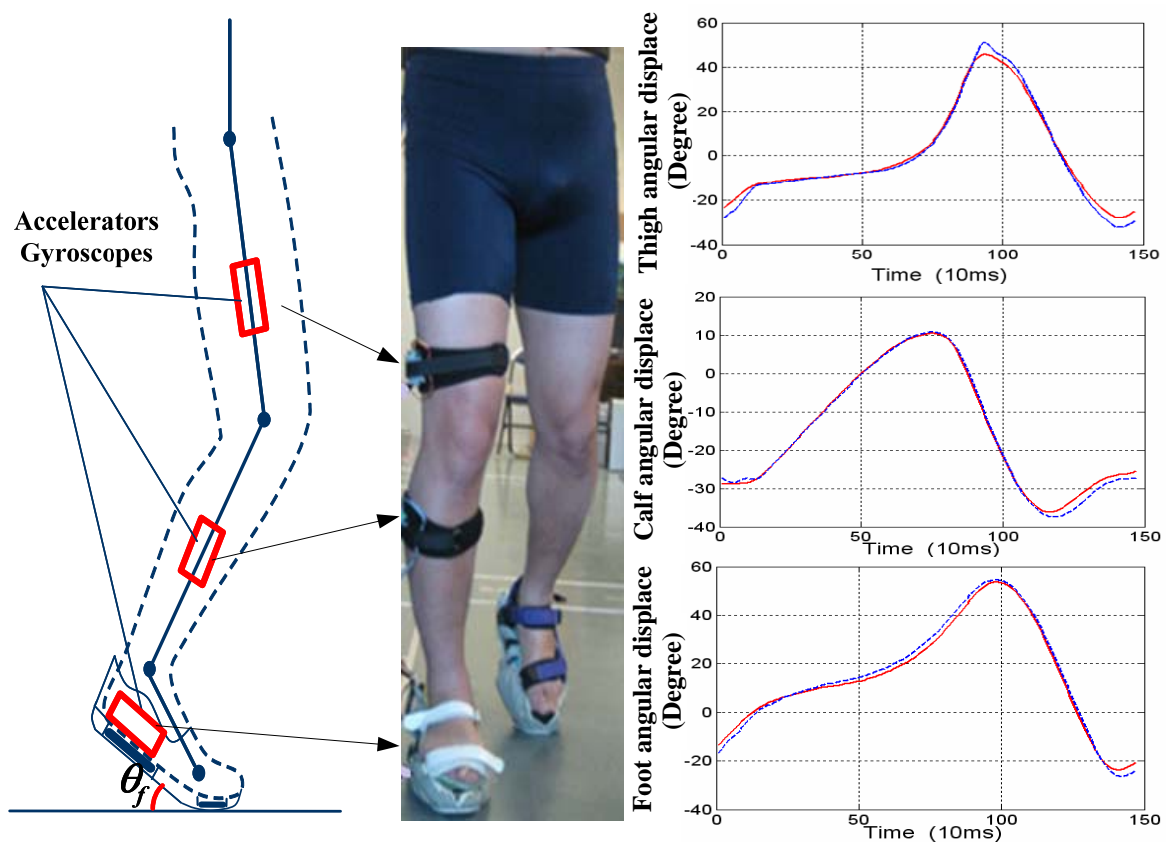 Accelerators
Gyroscopes
θf
Thigh angular displace
(Degree)
60
40
20
0
-20
-40
0
50
100
150
Time (10ms)
Calf angular displace
(Degree)
20
10
0
-10
-20
-30
-40
0
50
100
150
Time (10ms)
Foot angular displace
(Degree)
60
40
20
0
-20
-40
0
50
100
150
Time (10ms)